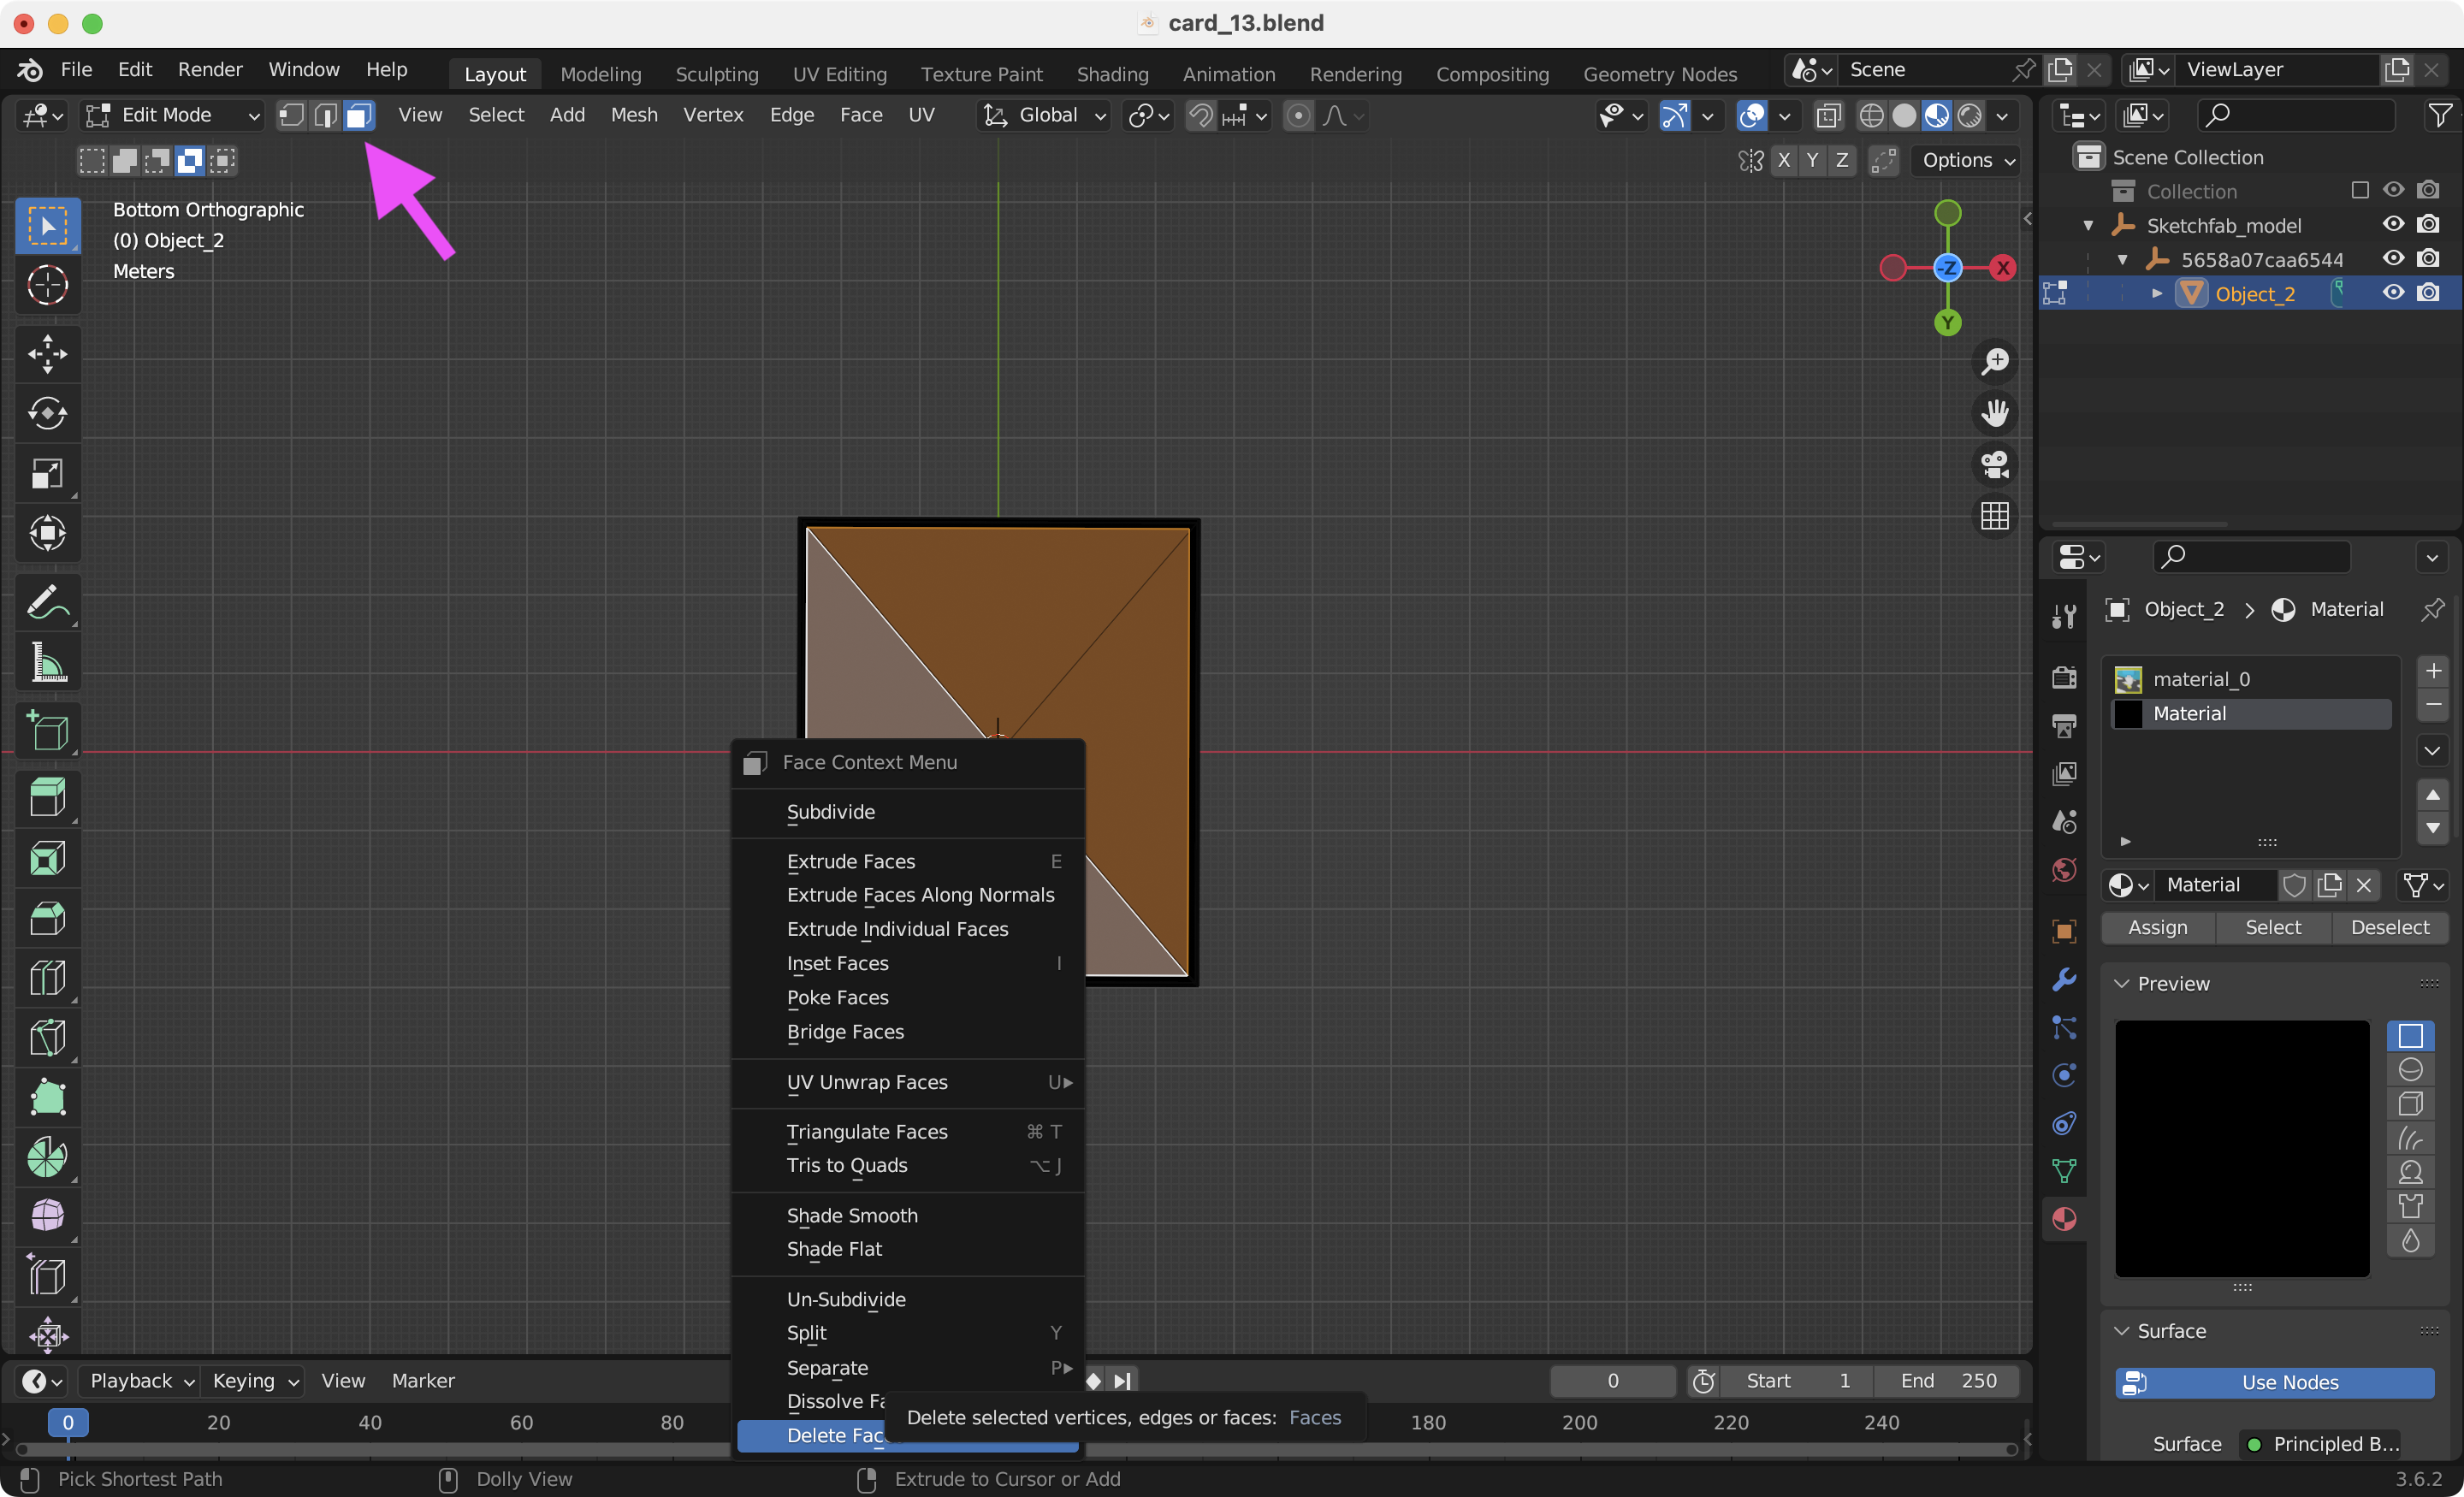 card_13.blend
File Edit Render Window Help Layout Modeling Sculpting UV Editing Texture Paint Shading Animation Rendering Compositing Geometry Nodes Scene ViewLayer
Edit Mode View Select Add Mesh Vertex Edge Face UV Global
X Y Z Options
Bottom Orthographic
(0) Object_2
Meters
-Z X
Y
Scene Collection
Collection
Sketchfab_model
5658a07caa6544
Object_2
Object_2 > Material
material_0
Material
Material
Assign Select Deselect
Preview
Surface
Use Nodes
Surface Principled B...
Face Context Menu
Subdivide
Extrude Faces E
Extrude Faces Along Normals
Extrude Individual Faces
Inset Faces I
Poke Faces
Bridge Faces
UV Unwrap Faces U
Triangulate Faces ⌘ T
Tris to Quads ⌥ J
Shade Smooth
Shade Flat
Un-Subdivide
Split Y
Separate P
Dissolve Fa
Delete Fac
Delete selected vertices, edges or faces: Faces
Playback Keying View Marker 0 Start 1 End 250
0 20 40 60 80 180 200 220 240
Pick Shortest Path Dolly View Extrude to Cursor or Add 3.6.2